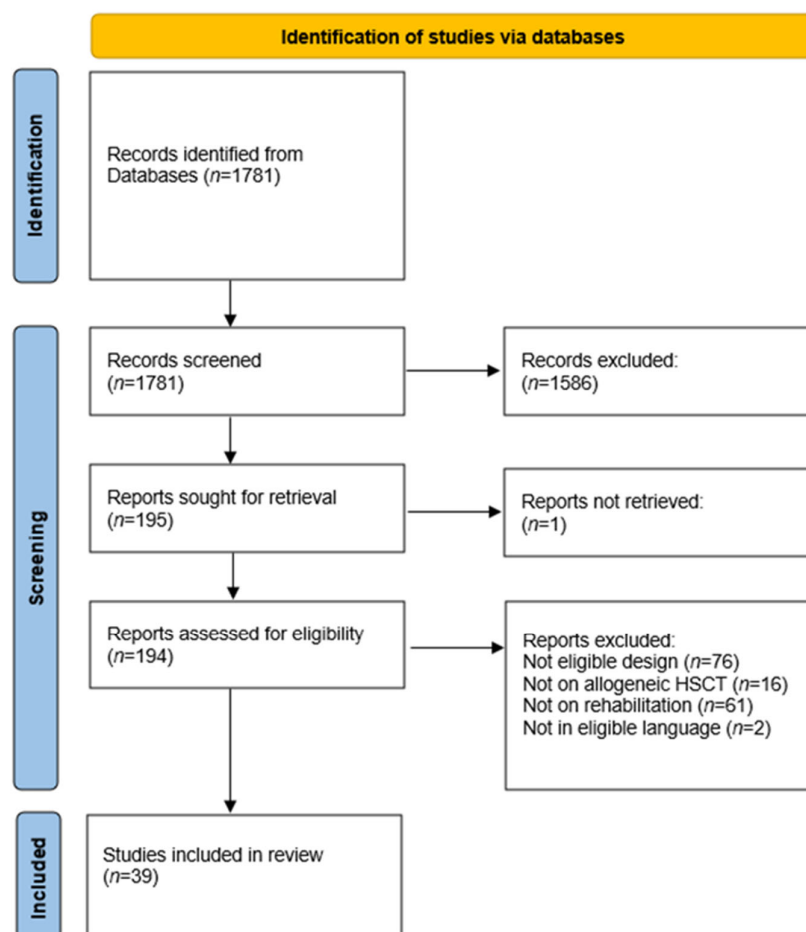 Identification of studies via databases
Identification
Records identified from
Databases (n=1781)
Screening
Records screened
(n=1781)
Records excluded:
(n=1586)
Reports sought for retrieval
(n=195)
Reports not retrieved:
(n=1)
Reports assessed for eligibility
(n=194)
Reports excluded:
Not eligible design (n=76)
Not on allogeneic HSCT (n=16)
Not on rehabilitation (n=61)
Not in eligible language (n=2)
Included
Studies included in review
(n=39)